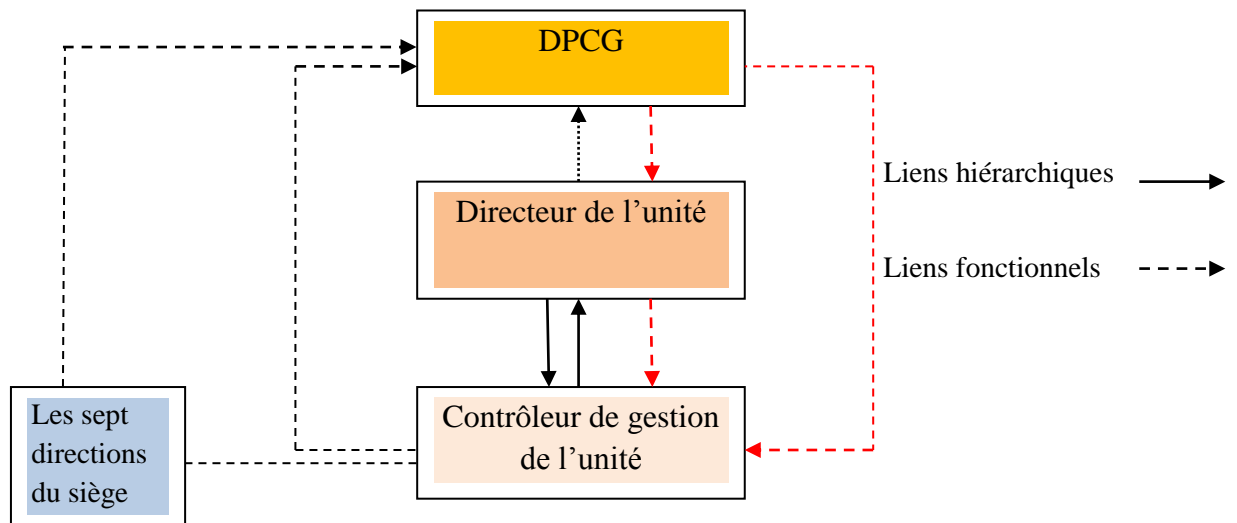 DPCG
Liens hiérarchiques
Directeur de l’unité
Liens fonctionnels
Les sept
directions
du siège
Contrôleur de gestion
de l’unité